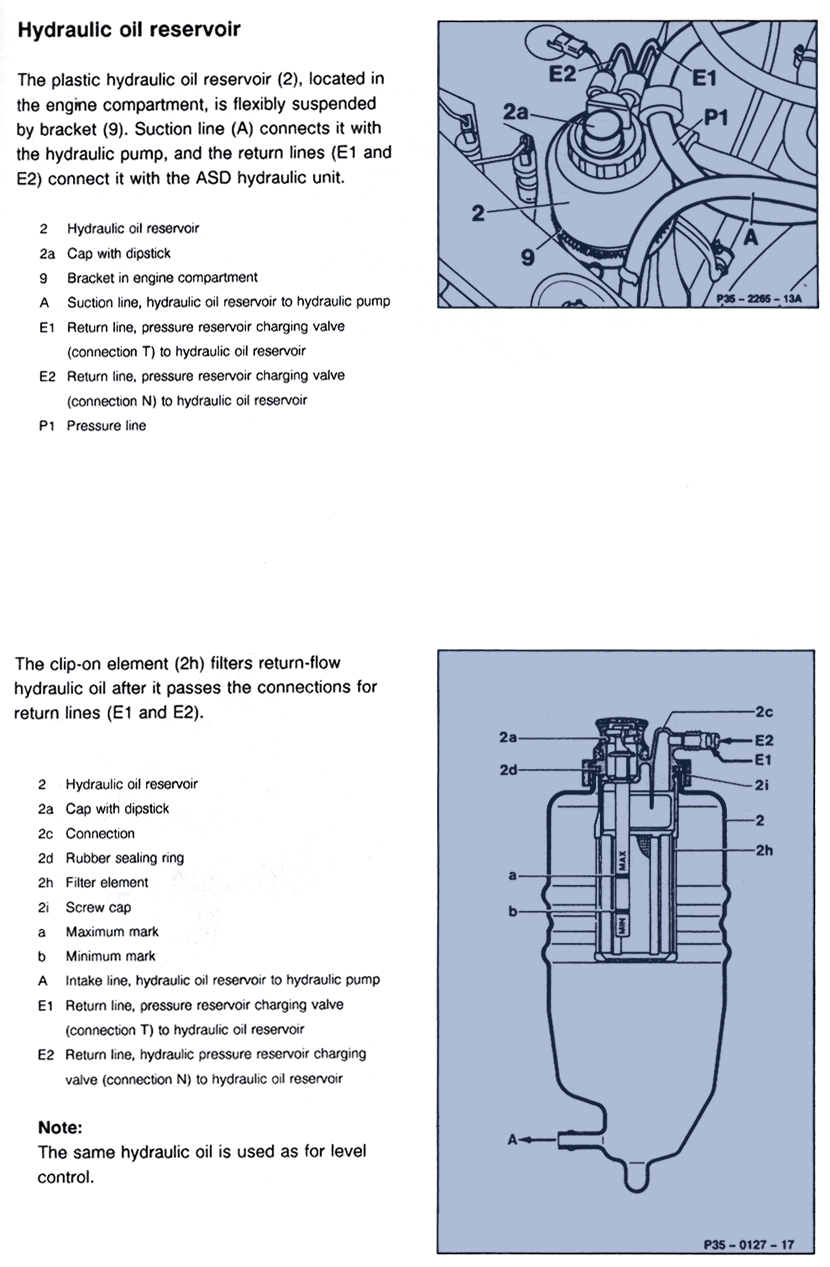 Hydraulic oil reservoir
The plastic hydraulic oil reservoir (2), located in
the engine compartment, is flexibly suspended
by bracket (9). Suction line (A) connects it with
the hydraulic pump, and the return lines (E1 and
E2) connect it with the ASD hydraulic unit.
2 Hydraulic oil reservoir
2a Cap with dipstick
9 Bracket in engine compartment
A Suction line, hydraulic oil reservoir to hydraulic pump
E1 Return line, pressure reservoir charging valve
(connection T) to hydraulic oil reservoir
E2 Return line, pressure reservoir charging valve
(connection N) to hydraulic oil reservoir
P1 Pressure line
E2
E1
2a
P1
2
A
9
P35 - 2265 - 13A
The clip-on element (2h) filters return-flow
hydraulic oil after it passes the connections for
return lines (E1 and E2).
2 Hydraulic oil reservoir
2a Cap with dipstick
2c Connection
2d Rubber sealing ring
2h Filter element
2i Screw cap
a Maximum mark
b Minimum mark
A Intake line, hydraulic oil reservoir to hydraulic pump
E1 Return line, pressure reservoir charging valve
(connection T) to hydraulic oil reservoir
E2 Return line, hydraulic pressure reservoir charging
valve (connection N) to hydraulic oil reservoir
Note:
The same hydraulic oil is used as for level
control.
2c
2a
E2
E1
2d
2i
2
2h
MAX
a
b
MIN
A
P35 - 0127 - 17